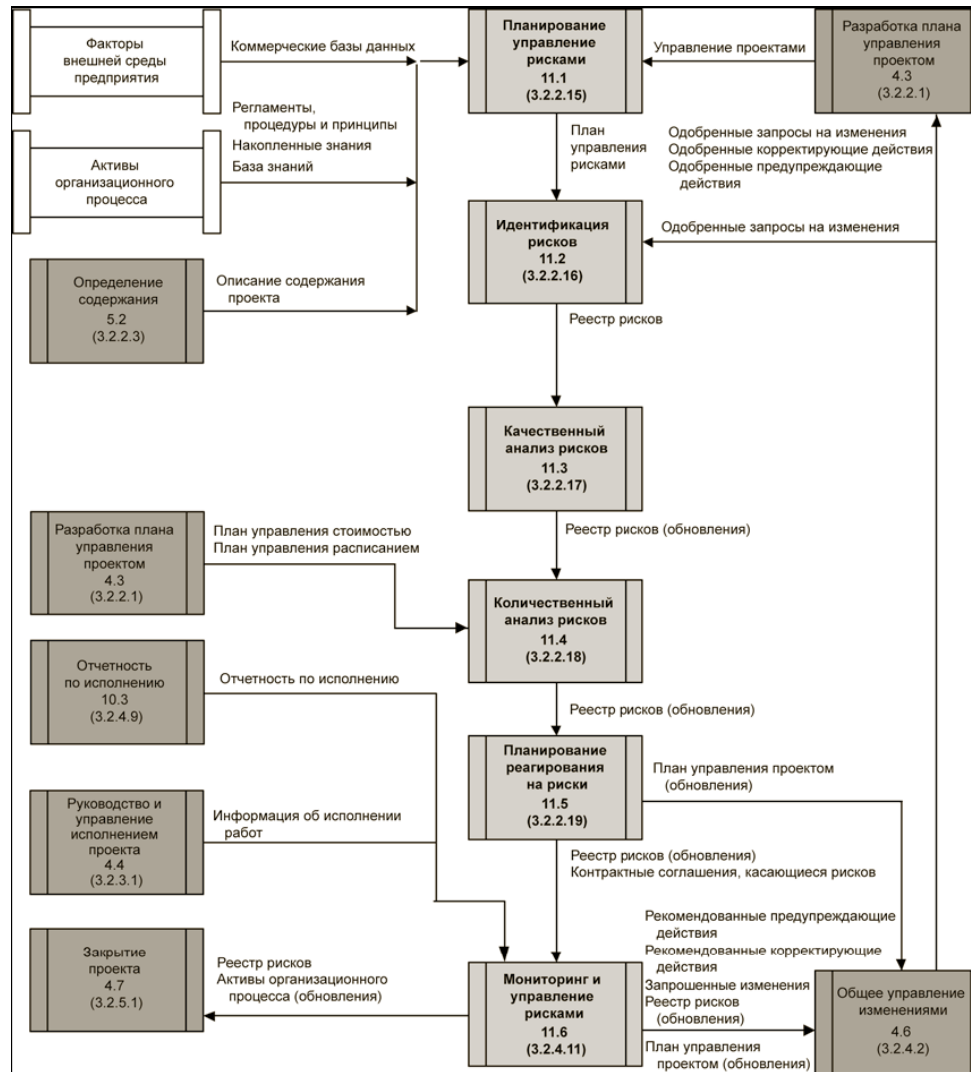 Факторы
внешней среды
предприятия
Коммерческие базы данных
Планирование
управление
рисками
11.1
(3.2.2.15)
Управление проектами
Разработка плана
управления
проектом
4.3
(3.2.2.1)
Регламенты,
процедуры и принципы
Накопленные знания
База знаний
Активы
организационного
процесса
План
управления
рисками
Одобренные запросы на изменения
Одобренные корректирующие действия
Одобренные предупреждающие
действия
Идентификация
рисков
11.2
(3.2.2.16)
Одобренные запросы на изменения
Определение
содержания
5.2
(3.2.2.3)
Описание содержания
проекта
Реестр рисков
Качественный
анализ рисков
11.3
(3.2.2.17)
Реестр рисков (обновления)
Разработка плана
управления
проектом
4.3
(3.2.2.1)
План управления стоимостью
План управления расписанием
Количественный
анализ рисков
11.4
(3.2.2.18)
Отчетность
по исполнению
10.3
(3.2.4.9)
Отчетность по исполнению
Реестр рисков (обновления)
Планирование
реагирования
на риски
11.5
(3.2.2.19)
План управления проектом
(обновления)
Руководство и
управление
исполнением
проекта
4.4
(3.2.3.1)
Информация об исполнении
работ
Реестр рисков (обновления)
Контрактные соглашения, касающиеся рисков
Закрытие
проекта
4.7
(3.2.5.1)
Реестр рисков
Активы организационного
процесса (обновления)
Мониторинг и
управление
рисками
11.6
(3.2.4.11)
Рекомендованные предупреждающие
действия
Рекомендованные корректирующие
действия
Запрошенные изменения
Реестр рисков
(обновления)
План управления
проектом (обновления)
Общее управление
изменениями
4.6
(3.2.4.2)